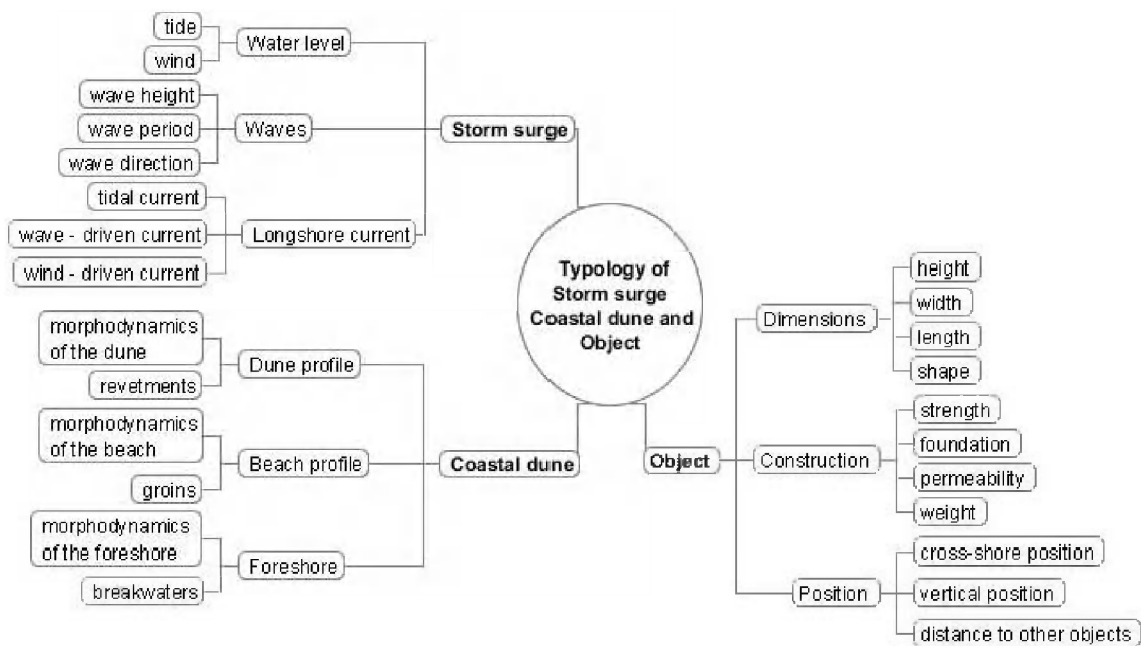 tide
wind
Water level
wave height
wave period
wave direction
Waves
Storm surge
tidal current
wave - driven current
wind - driven current
Longshore current
Typology of
Storm surge
Coastal dune and
Object
morphodynamics
of the dune
revetments
Dune profile
morphodynamics
of the beach
groins
Beach profile
Coastal dune
morphodynamics
of the foreshore
breakwaters
Foreshore
Object
Dimensions
height
width
length
shape
Construction
strength
foundation
permeability
weight
Position
cross-shore position
vertical position
distance to other objects